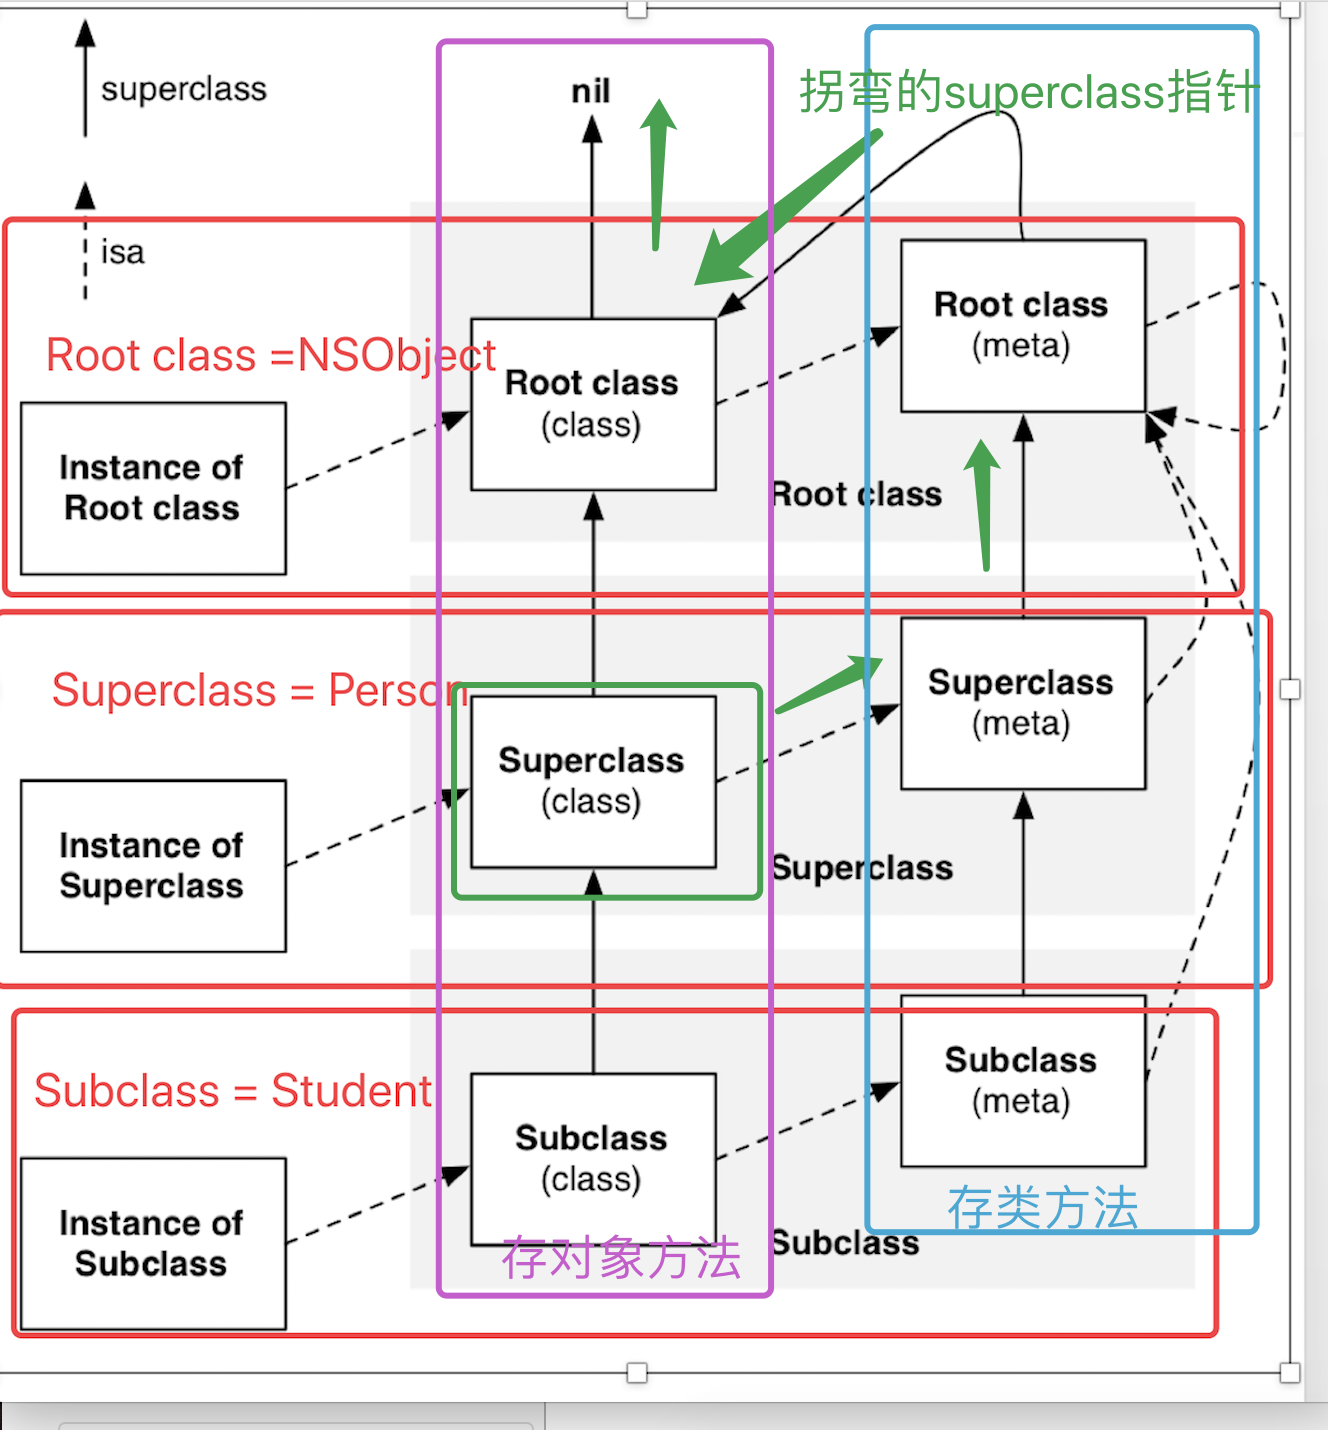 superclass
nil
拐弯的superclass指针
isa
Root class =NSObject
Root class
(meta)
Root class
(class)
Instance of
Root class
Root class
Superclass = Person
Superclass
(meta)
Superclass
(class)
Instance of
Superclass
Superclass
Subclass = Student
Subclass
(meta)
Subclass
(class)
存类方法
Instance of
Subclass
存对象方法
Subclass